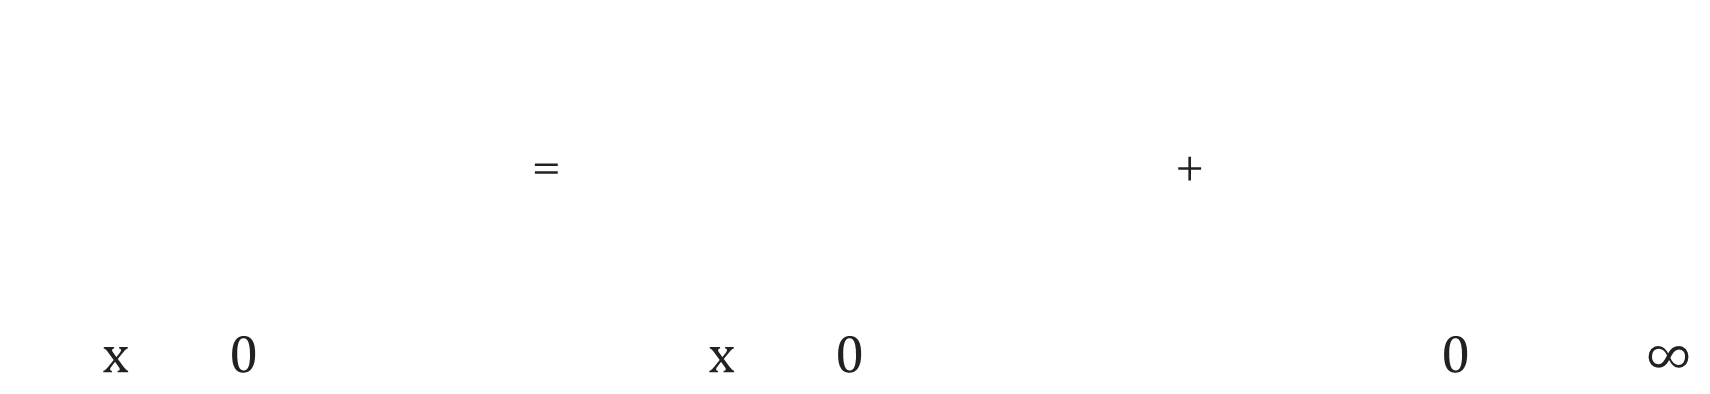 = +
x 0 x 0 0 ∞